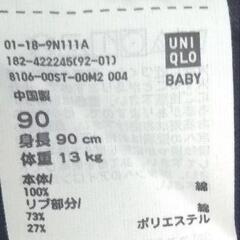 01-18-9N111A
182-422245(92-01)
8106-00ST-00M2 004
UNI
QLO
BABY
中国製
90
身長 90 cm
体重 13 kg
本体/
100% 綿
リブ部分/
73% 綿
27% ポリエステル